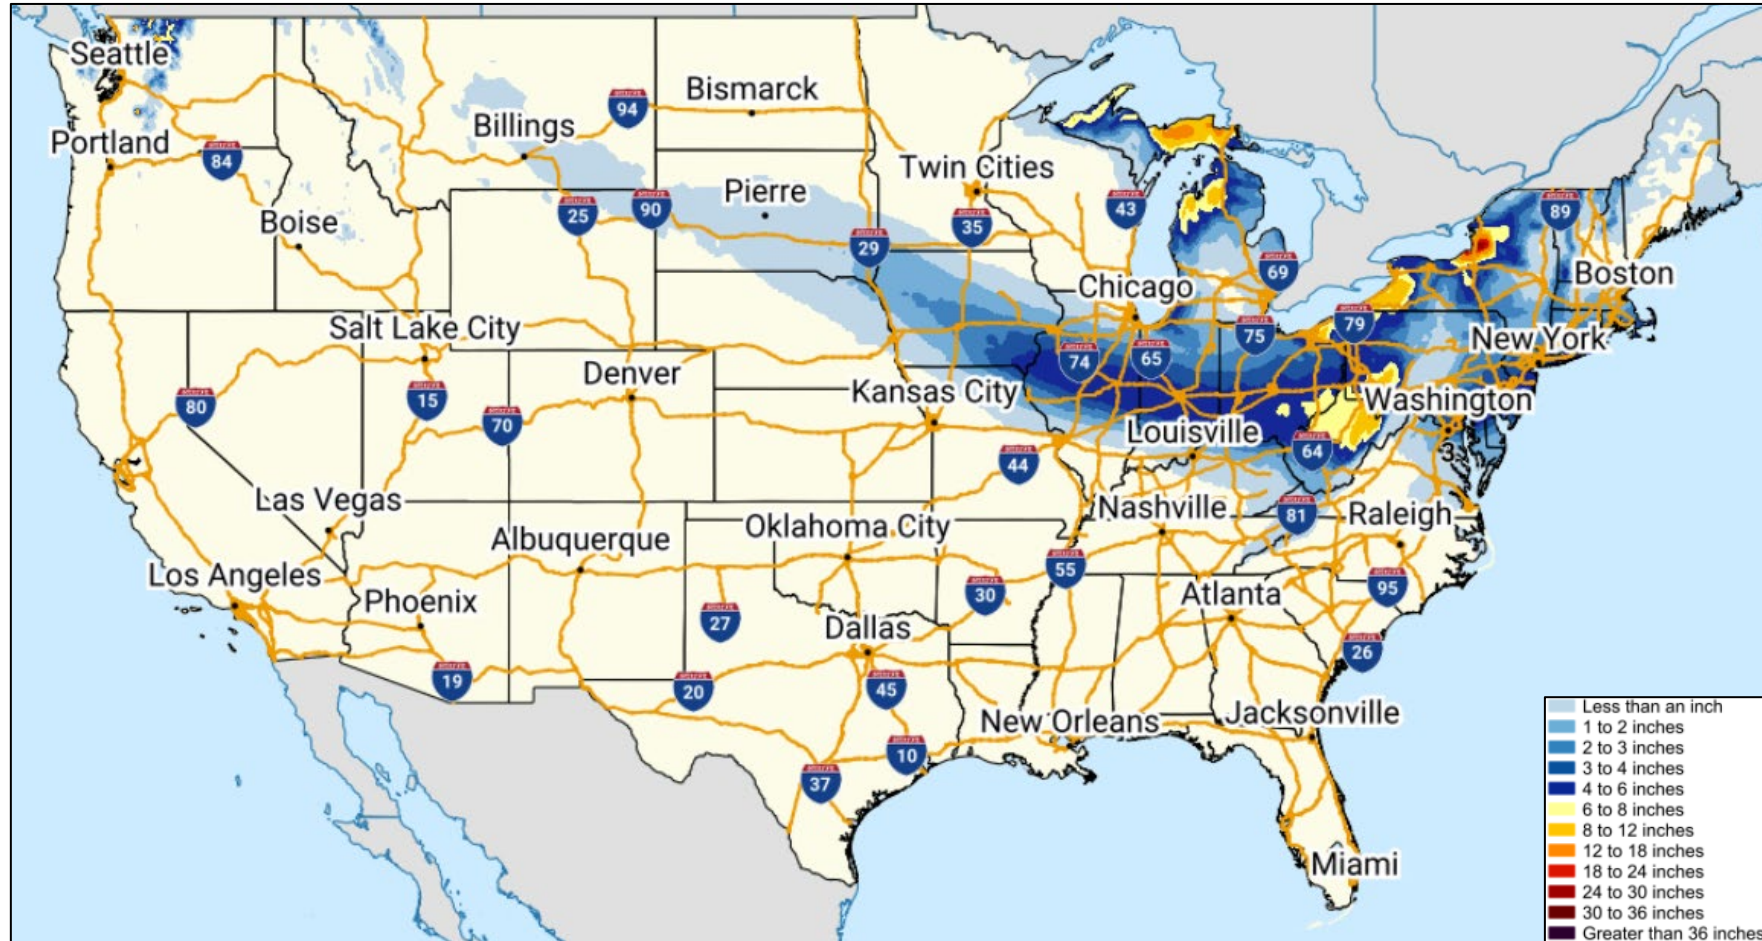 Seattle
Bismarck
94
Billings
Portland
84
Twin Cities
Pierre
25
90
43
89
Boise
35
29
69
Boston
Chicago
Salt Lake City
79
75
New York
74
65
Denver
Kansas City
80
15
Washington
70
Louisville
64
3
44
Las Vegas
Nashville
81
Raleigh
Albuquerque
Oklahoma City
Los Angeles
55
Phoenix
30
95
Atlanta
27
Dallas
26
19
20
45
New Orleans
Jacksonville
10
37
Miami
Less than an inch
1 to 2 inches
2 to 3 inches
3 to 4 inches
4 to 6 inches
6 to 8 inches
8 to 12 inches
12 to 18 inches
18 to 24 inches
24 to 30 inches
30 to 36 inches
Greater than 36 inches